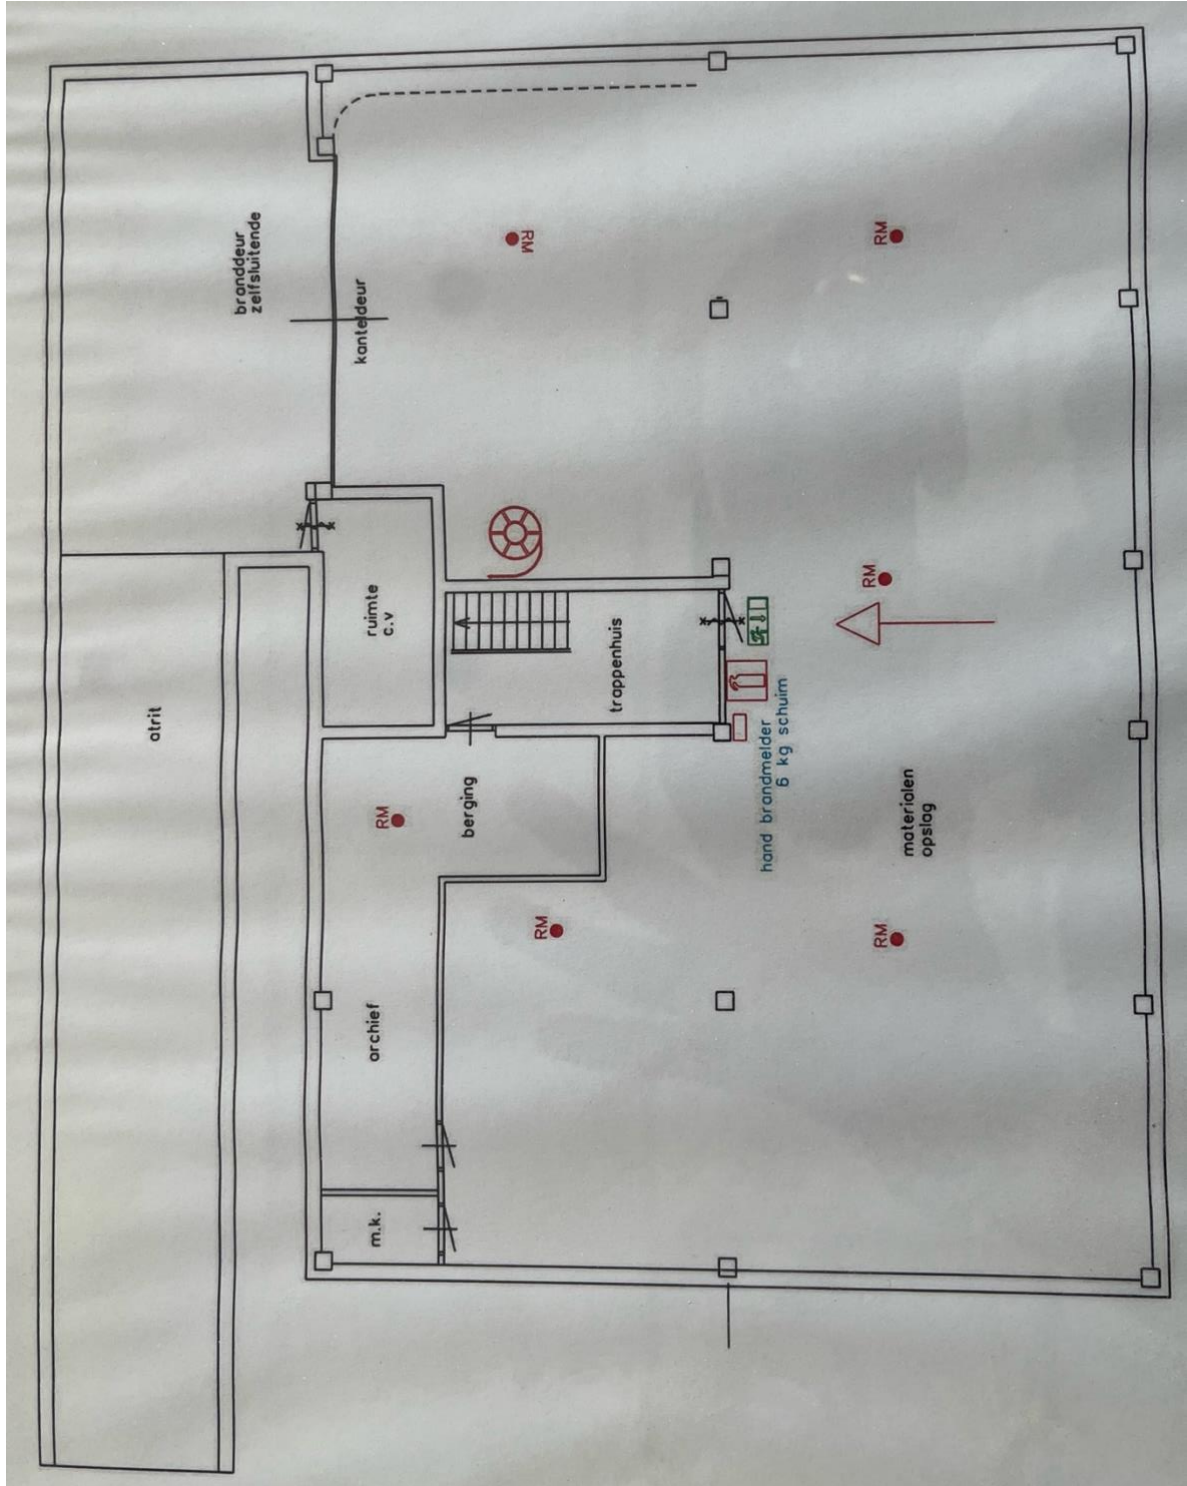 atrit
branddeur
zelfsluitende
kanteldeur
m.k.
archief
ruimte
c.v
RM
berging
RM
RM
trappenhuis
hand brandmelder
6 kg schuim
RM
RM
RM
materialen
opslag